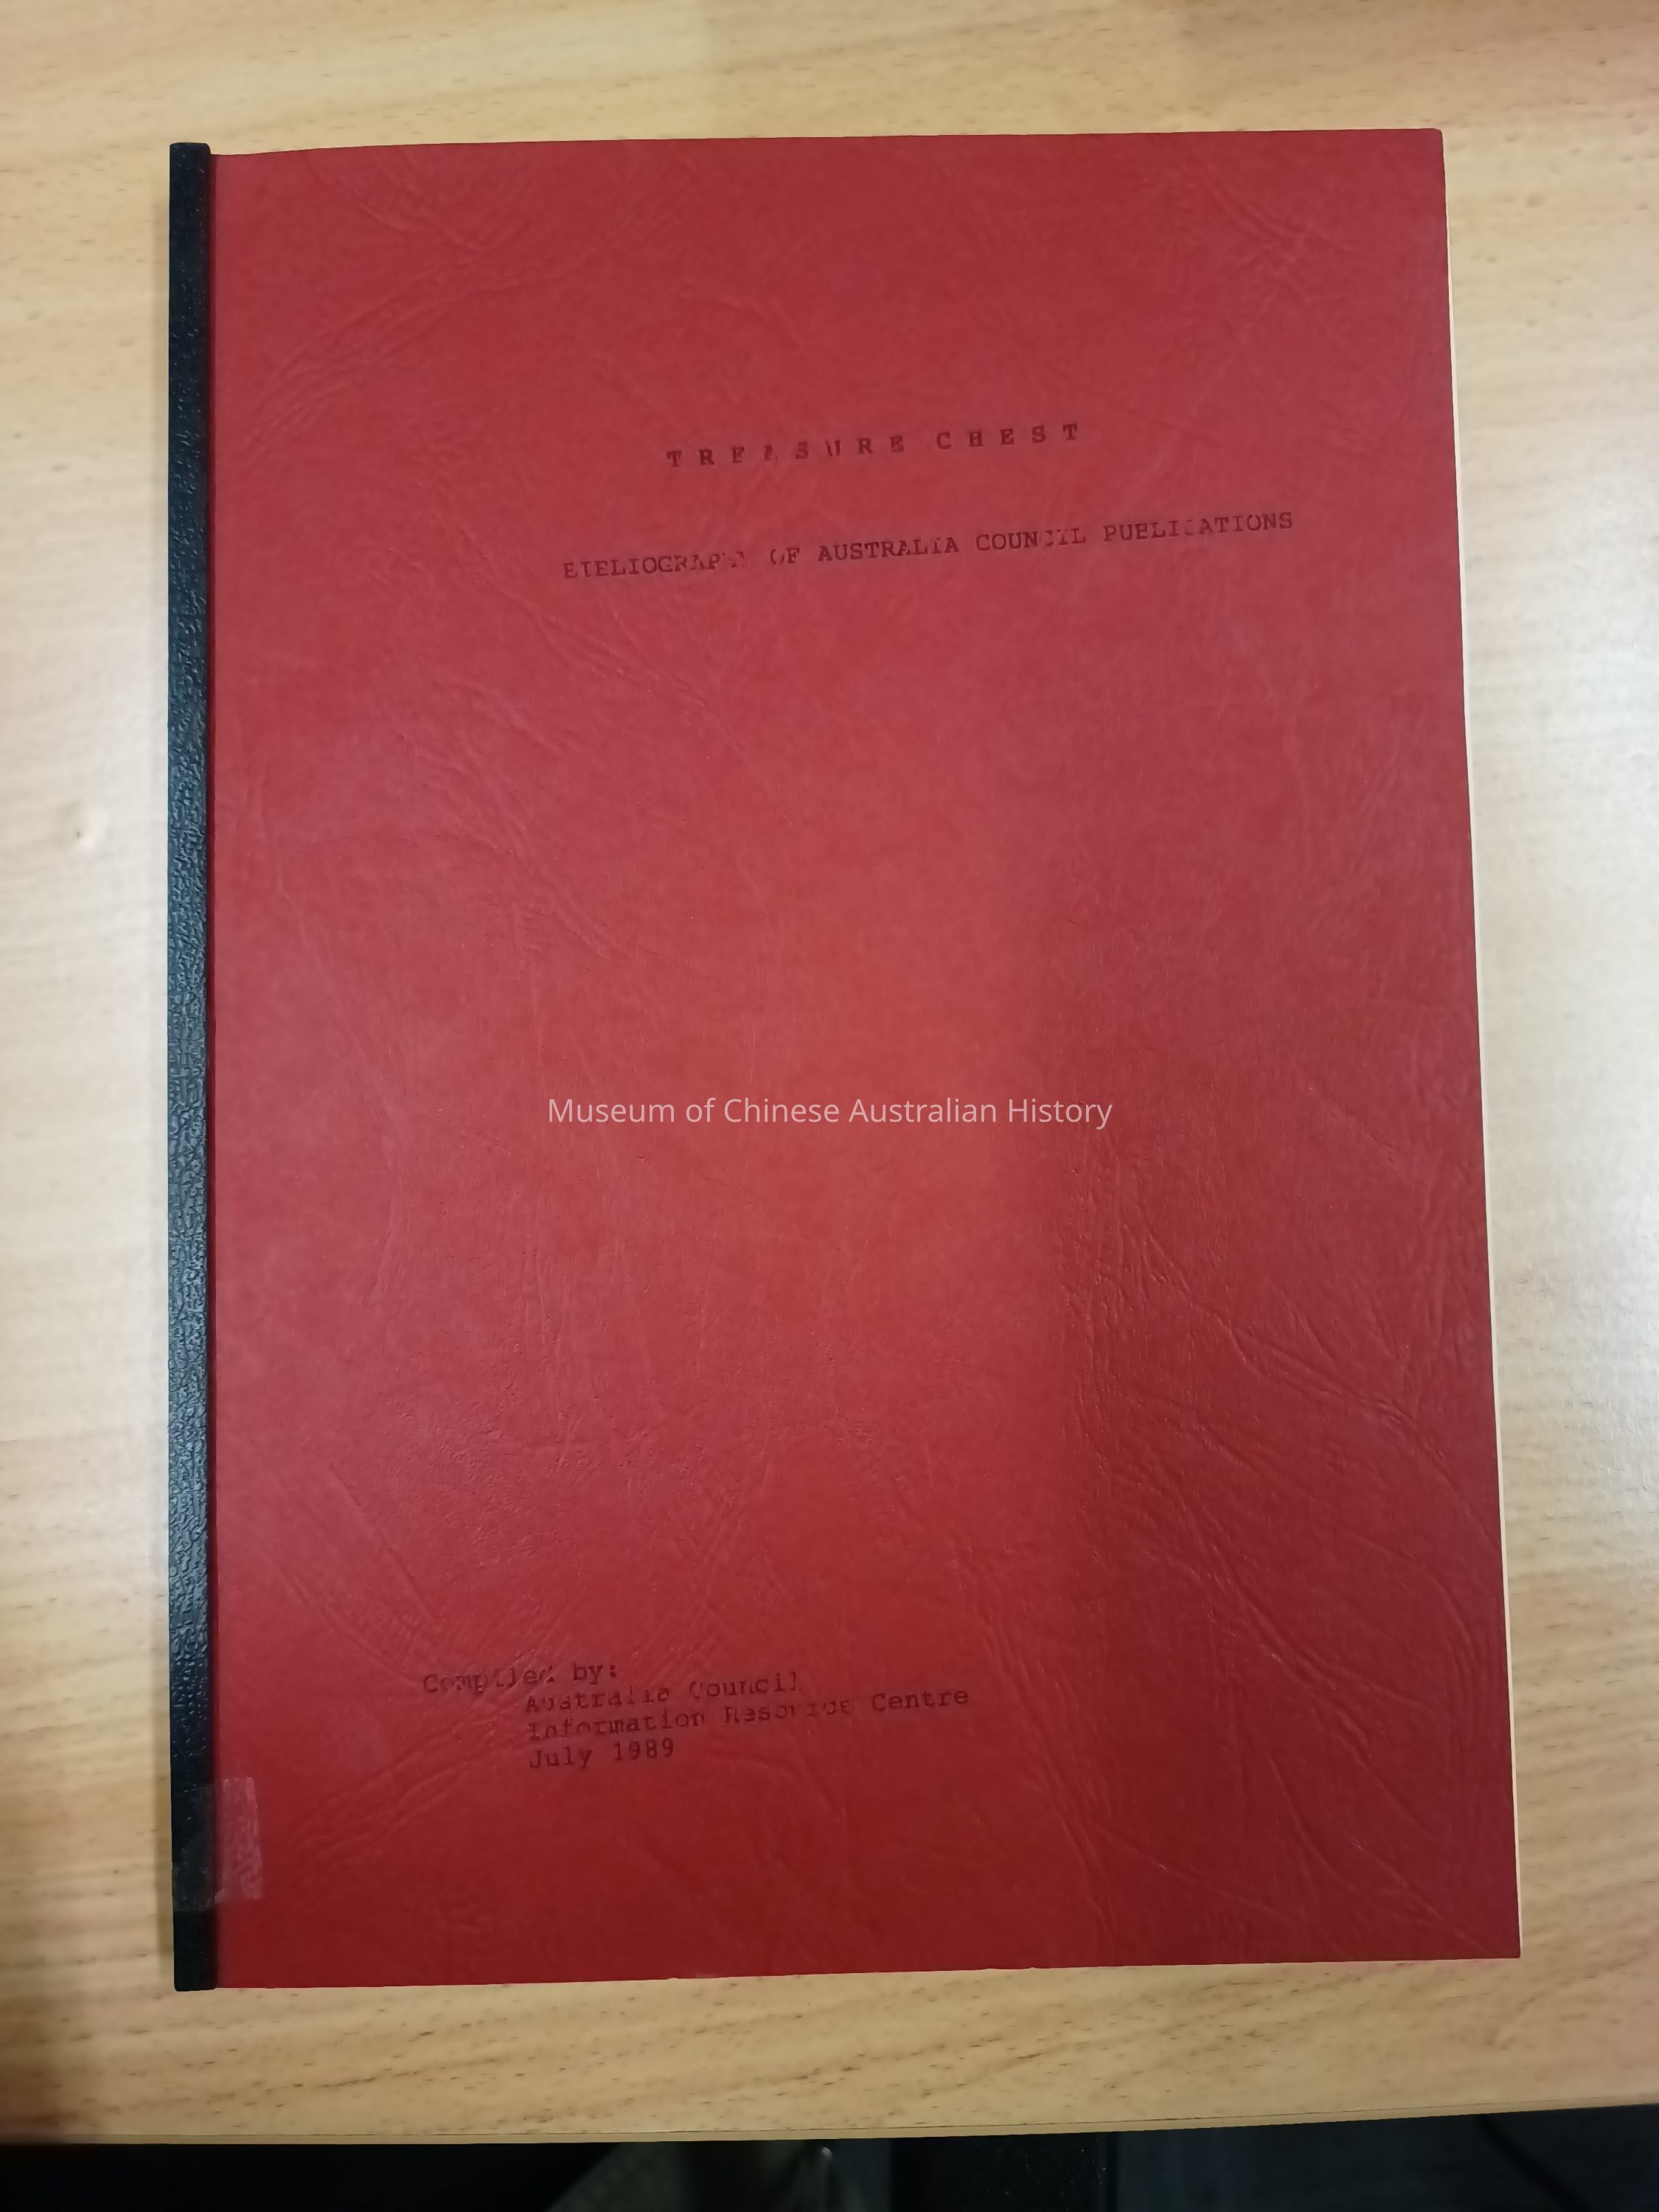 TREASURE CHEST
BIBLIOGRAPHY OF AUSTRALIA COUNCIL PUBLICATIONS
Museum of Chinese Australian History
Compiled by:
Australia Council
Information Resource Centre
July 1989